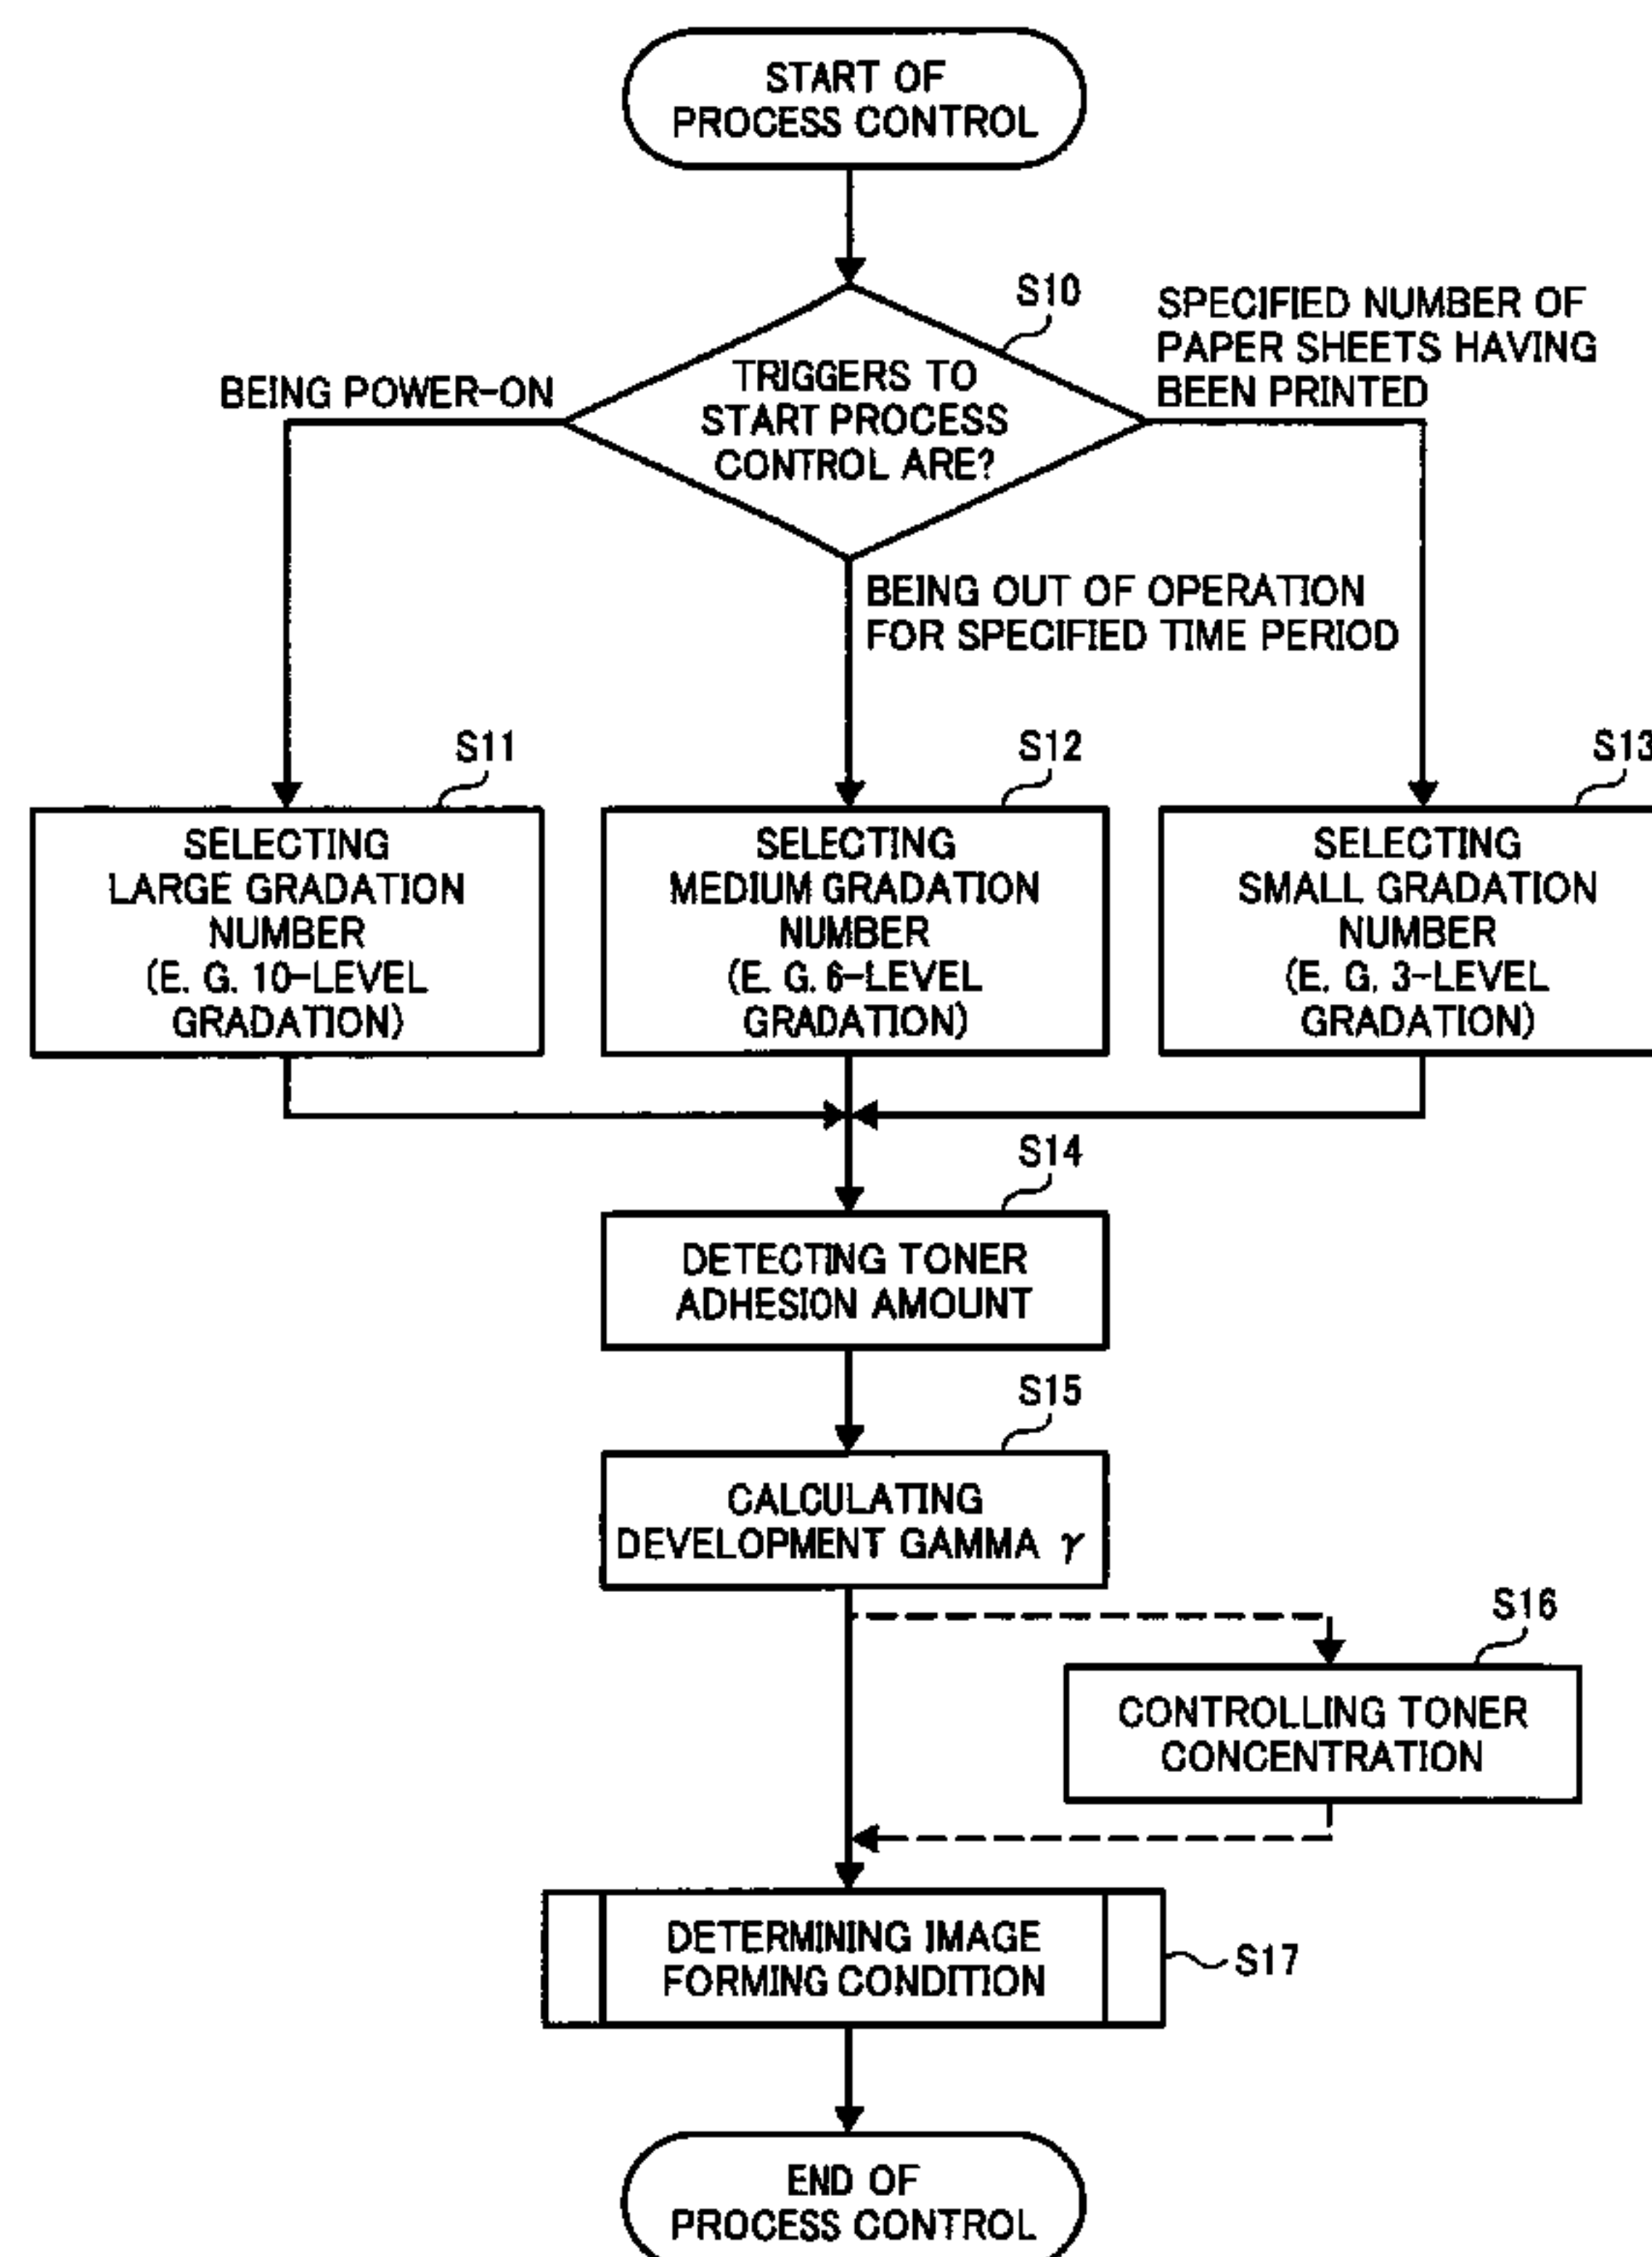 START OF
PROCESS CONTROL
S10
TRIGGERS TO
START PROCESS
CONTROL ARE?
BEING POWER-ON
SPECIFIED NUMBER OF
PAPER SHEETS HAVING
BEEN PRINTED
BEING OUT OF OPERATION
FOR SPECIFIED TIME PERIOD
S11
SELECTING
LARGE GRADATION
NUMBER
(E. G. 10-LEVEL
GRADATION)
S12
SELECTING
MEDIUM GRADATION
NUMBER
(E. G. 6-LEVEL
GRADATION)
S13
SELECTING
SMALL GRADATION
NUMBER
(E. G. 3-LEVEL
GRADATION)
S14
DETECTING TONER
ADHESION AMOUNT
S15
CALCULATING
DEVELOPMENT GAMMA γ
S16
CONTROLLING TONER
CONCENTRATION
DETERMINING IMAGE
FORMING CONDITION
S17
END OF
PROCESS CONTROL